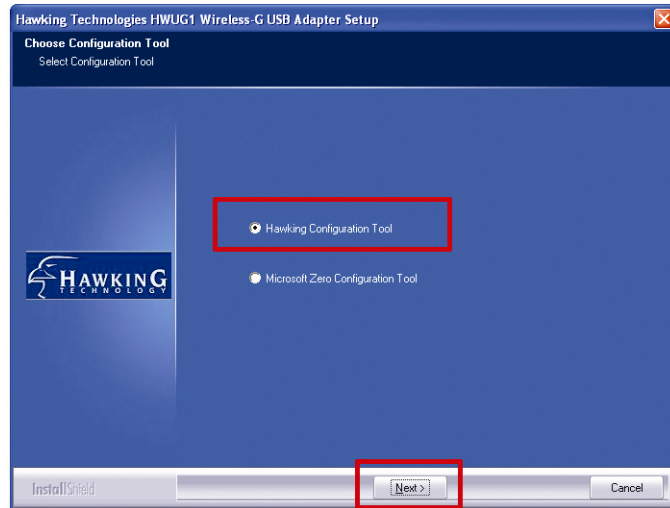 Hawking Technologies HWUG1 Wireless-G USB Adapter Setup
Choose Configuration Tool
Select Configuration Tool
Hawking Configuration Tool
HAWKING
TECHNOLOGY
Microsoft Zero Configuration Tool
InstallShield
Next >
Cancel